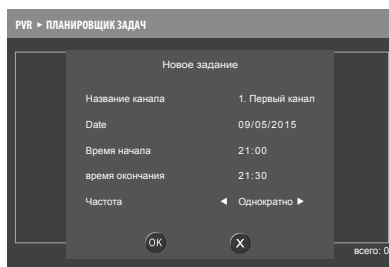 PVR ► ПЛАНИРОВЩИК ЗАДАЧ
Новое задание
Название канала 1. Первый канал
Date 09/05/2015
Время начала 21:00
время окончания 21:30
Частота ◄ Однократно ►
OK X
всего: 0